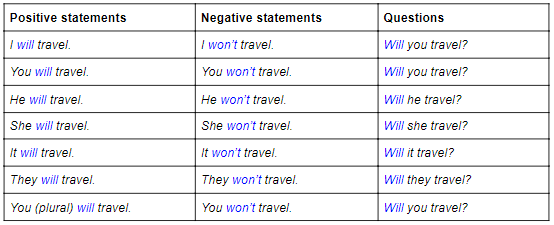 Positive statements Negative statements Questions
I will travel. I won't travel. Will you travel?
You will travel. You won't travel. Will you travel?
He will travel. He won't travel. Will he travel?
She will travel. She won't travel. Will she travel?
It will travel. It won't travel. Will it travel?
They will travel. They won't travel. Will they travel?
You (plural) will travel. You won't travel. Will you travel?